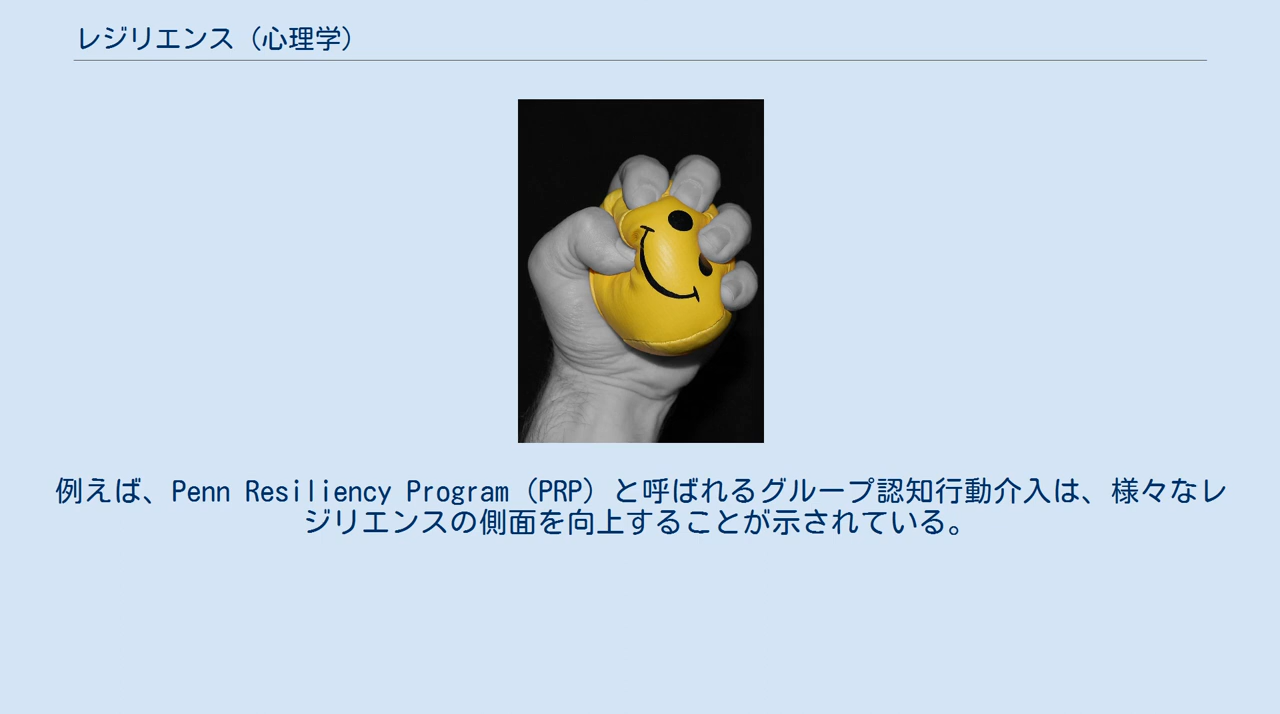 レジリエンス（心理学）
例えば、Penn Resiliency Program（PRP）と呼ばれるグループ認知行動介入は、様々なレ
ジリエンスの側面を向上することが示されている。